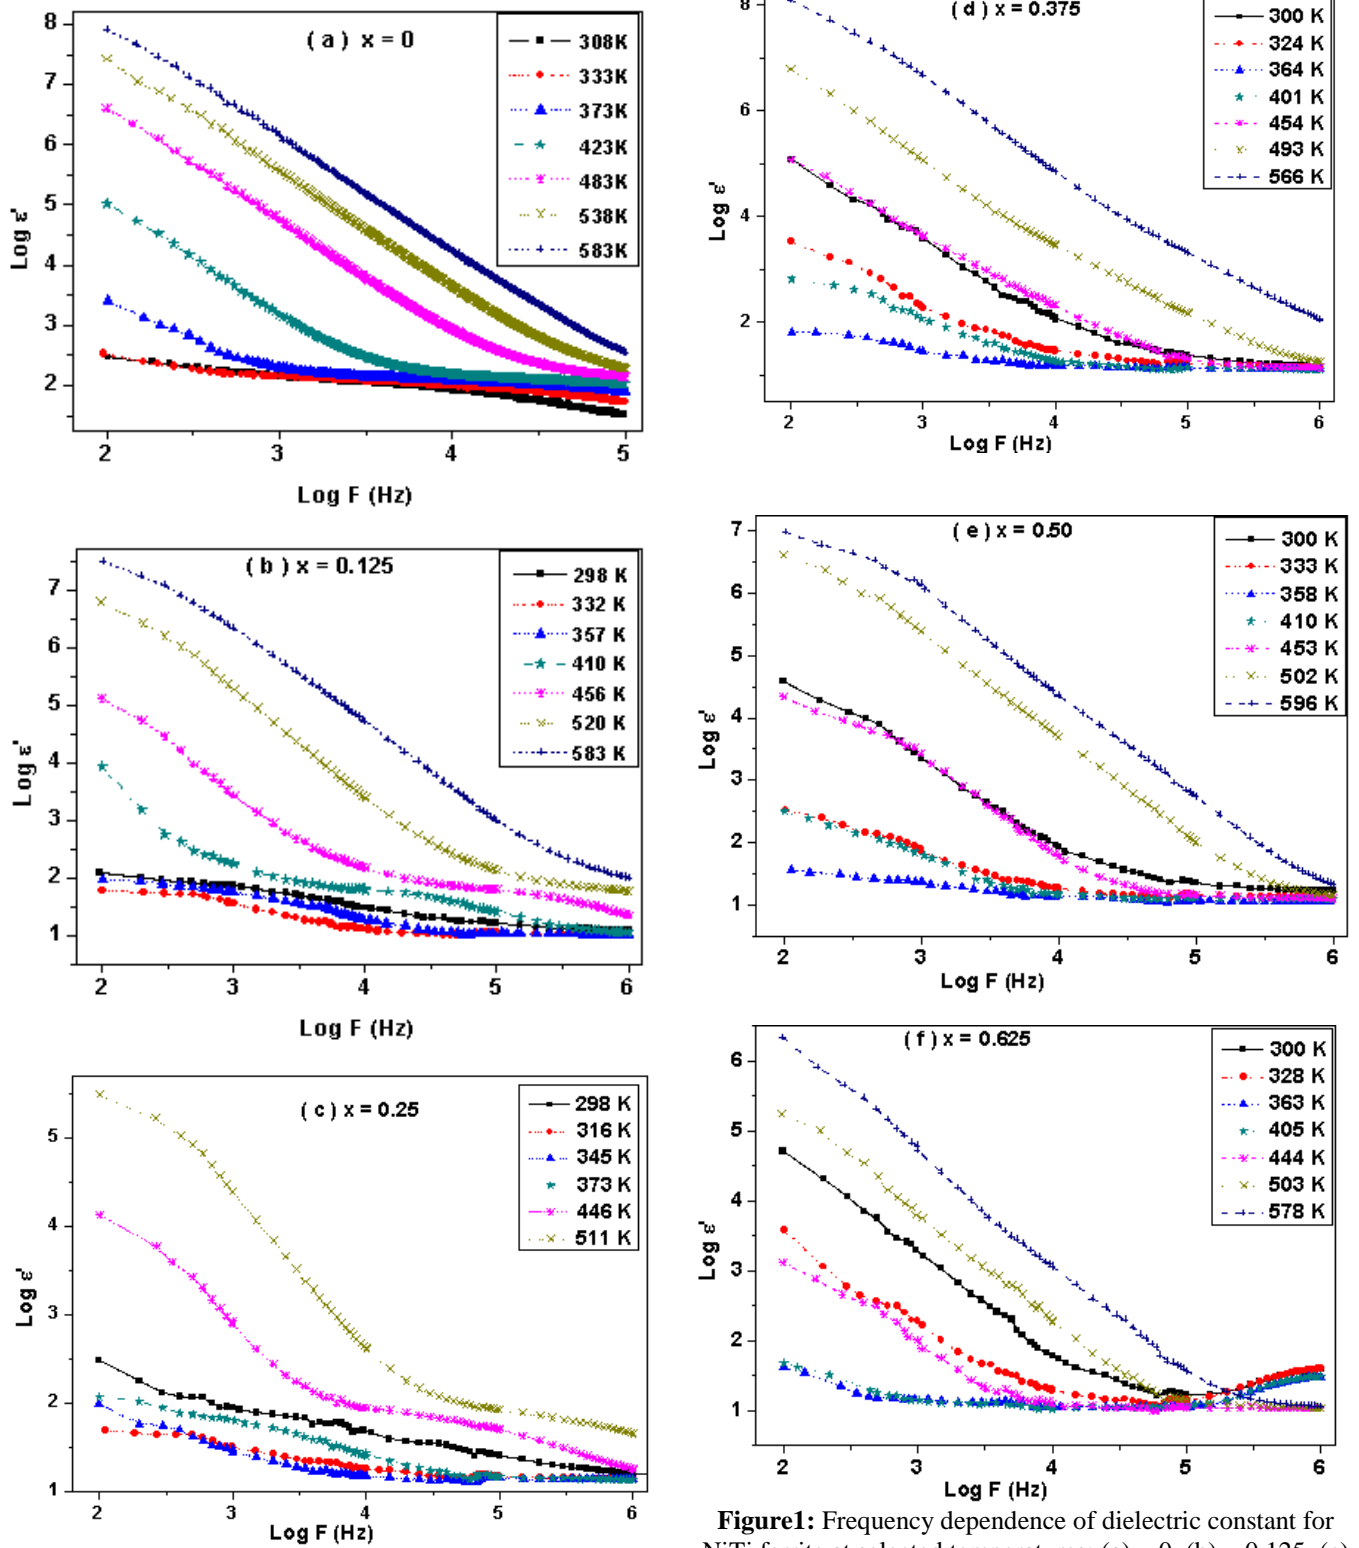 ( a ) x = 0
308K
333K
373K
423K
483K
538K
583K
8
7
6
5
4
3
2
Log ε'
2 3 4 5
Log F (Hz)
( b ) x = 0.125
298 K
332 K
357 K
410 K
456 K
520 K
583 K
7
6
5
4
3
2
1
Log ε'
2 3 4 5 6
Log F (Hz)
( c ) x = 0.25
298 K
316 K
345 K
373 K
446 K
511 K
5
4
3
2
1
Log ε'
2 3 4 5 6
Log F (Hz)
( d ) x = 0.375
300 K
324 K
364 K
401 K
454 K
493 K
566 K
8
6
4
2
Log ε'
2 3 4 5 6
Log F (Hz)
( e ) x = 0.50
300 K
333 K
358 K
410 K
453 K
502 K
596 K
7
6
5
4
3
2
1
Log ε'
2 3 4 5 6
Log F (Hz)
( f ) x = 0.625
300 K
328 K
363 K
405 K
444 K
503 K
578 K
6
5
4
3
2
1
Log ε'
2 3 4 5 6
Log F (Hz)
Figure1: Frequency dependence of dielectric constant for